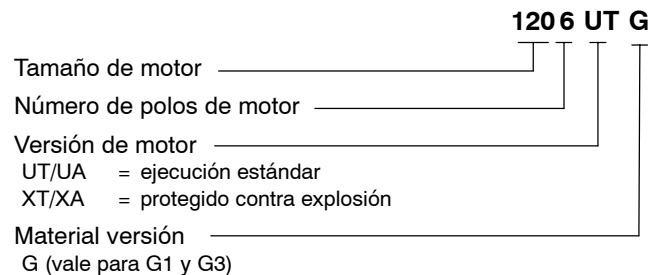 120 6 UT G
Tamaño de motor
Número de polos de motor
Versión de motor
UT/UA = ejecución estándar
XT/XA = protegido contra explosión
Material versión
G (vale para G1 y G3)